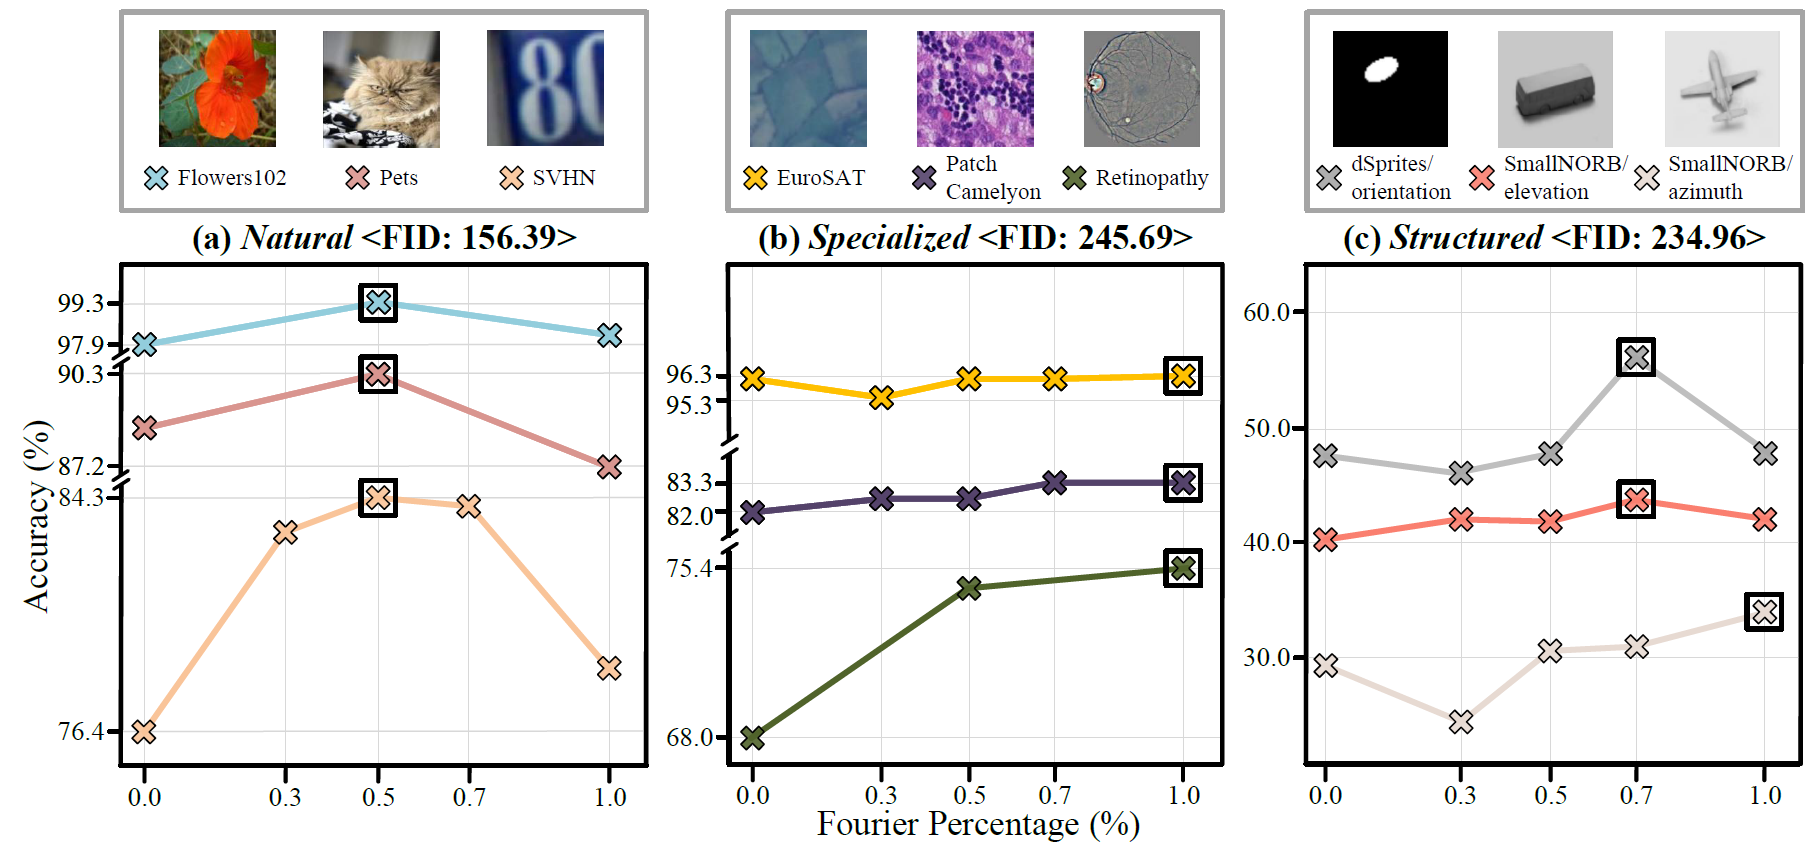 80
Flowers102
Pets
SVHN
EuroSAT
Patch
Camelyon
Retinopathy
dSprites/
orientation
SmallNORB/
elevation
SmallNORB/
azimuth
(a) Natural <FID: 156.39>
(b) Specialized <FID: 245.69>
(c) Structured <FID: 234.96>
Accuracy (%)
99.3
97.9
90.3
87.2
84.3
76.4
0.0 0.3 0.5 0.7 1.0
96.3
95.3
83.3
82.0
75.4
68.0
0.0 0.3 0.5 0.7 1.0
60.0
50.0
40.0
30.0
0.0 0.3 0.5 0.7 1.0
Fourier Percentage (%)